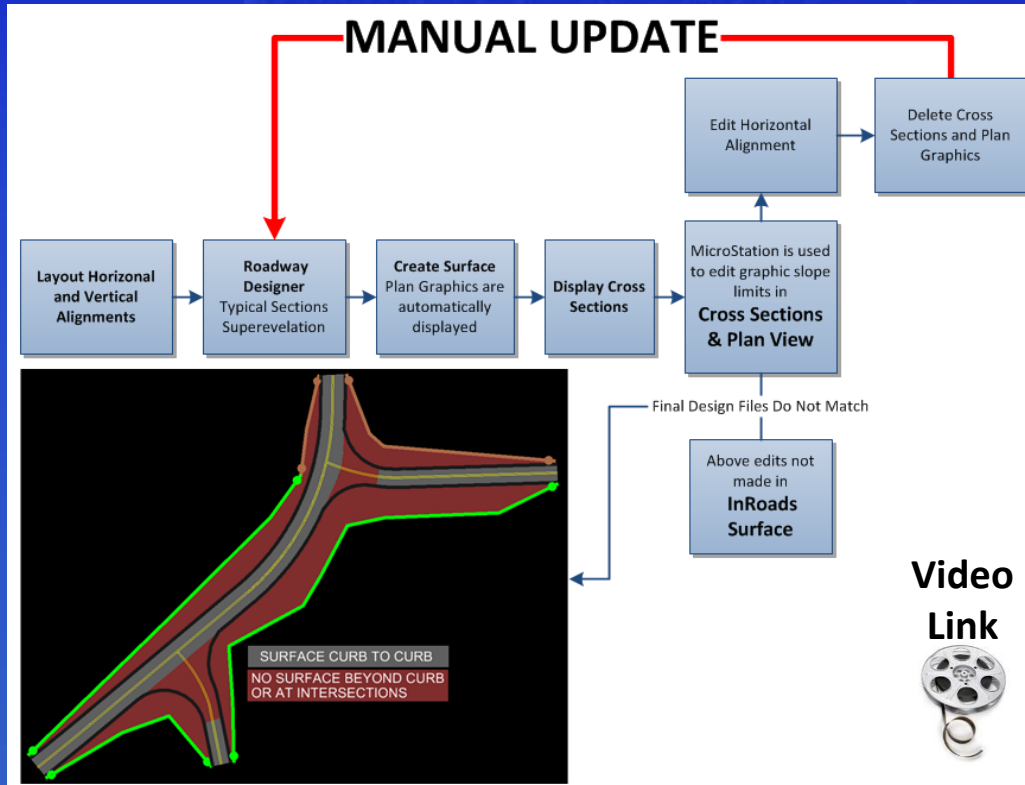 MANUAL UPDATE
Edit Horizontal
Alignment
Delete Cross
Sections and Plan
Graphics
Layout Horizonal
and Vertical
Alignments
Roadway
Designer
Typical Sections
Superevelation
Create Surface
Plan Graphics are
automatically
displayed
Display Cross
Sections
MicroStation is used
to edit graphic slope
limits in
Cross Sections
& Plan View
Final Design Files Do Not Match
Above edits not
made in
InRoads
Surface
SURFACE CURB TO CURB
NO SURFACE BEYOND CURB
OR AT INTERSECTIONS
Video
Link